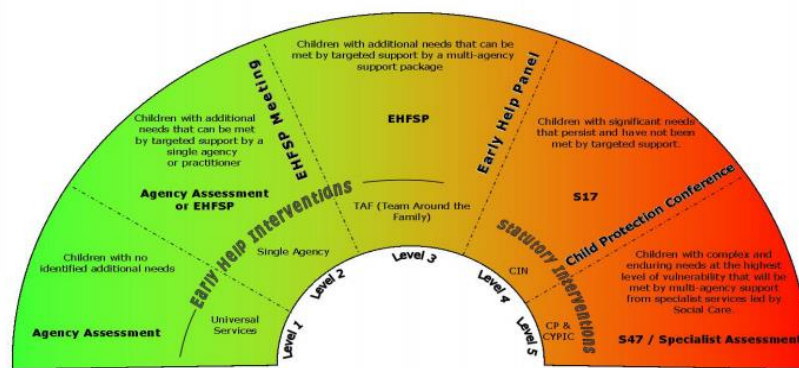 Children with no
identified additional needs
Agency Assessment
Universal
Services
Level 1
Early Help Interventions
Children with additional
needs that can be met
by targeted support by a
single agency
or practitioner
Agency Assessment
or EHFSP
Single Agency
Level 2
EHFSP Meeting
Children with additional needs that can be
met by targeted support by a multi-agency
support package
EHFSP
TAF (Team Around the
Family)
Level 3
Early Help Panel
Children with significant needs
that persist and have not been
met by targeted support.
S17
CIN
Level 4
Statutory Interventions
Child Protection Conference
Children with complex and
enduring needs at the highest
level of vulnerability that will be
met by multi-agency support
from specialist services led by
Social Care.
S47 / Specialist Assessment
CP &
CYPIC
Level 5